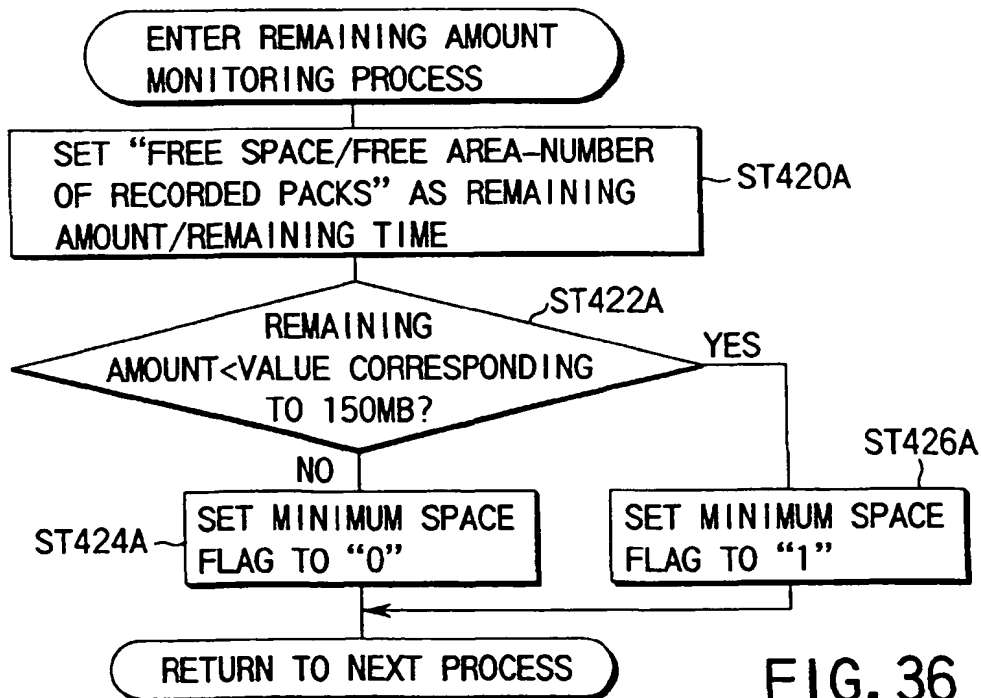 ENTER REMAINING AMOUNT
MONITORING PROCESS
SET “FREE SPACE/FREE AREA-NUMBER
OF RECORDED PACKS” AS REMAINING
AMOUNT/REMAINING TIME
ST420A
ST422A
REMAINING
AMOUNT<VALUE CORRESPONDING
TO 150MB?
YES
NO
ST426A
ST424A
SET MINIMUM SPACE
FLAG TO “0”
SET MINIMUM SPACE
FLAG TO “1”
RETURN TO NEXT PROCESS
FIG. 36